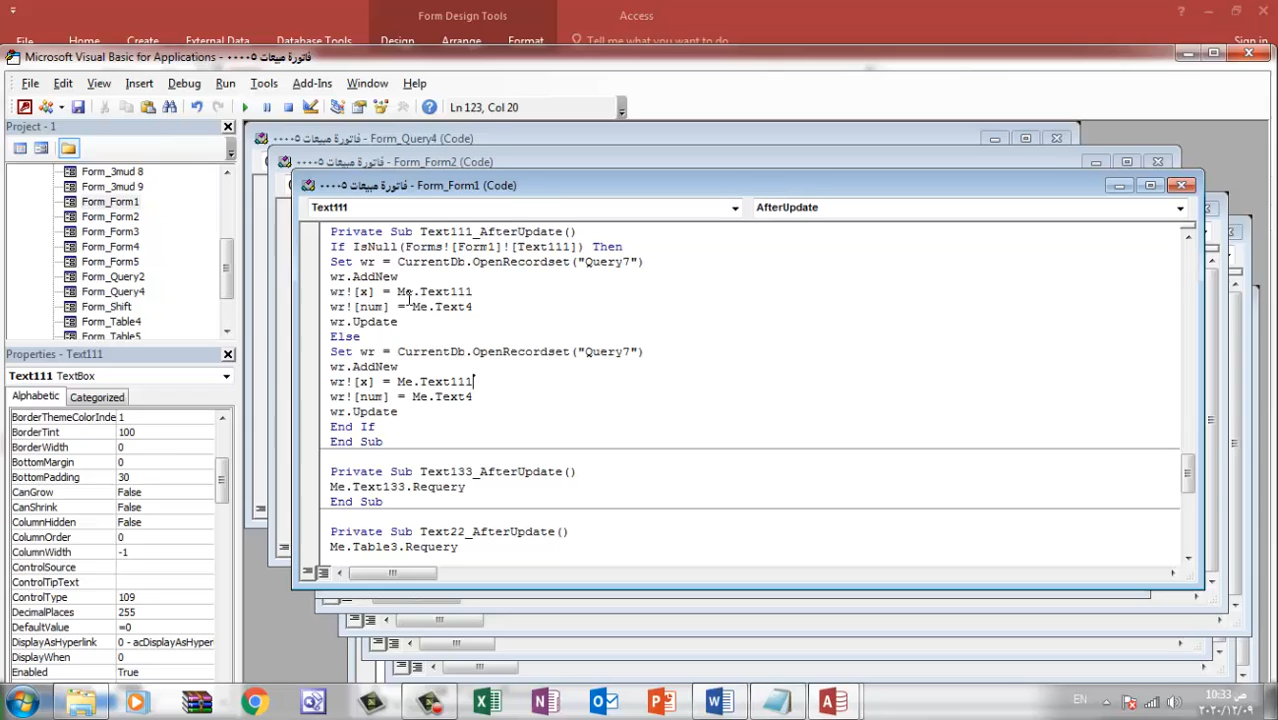 Form Design Tools
Access
?
File Home Create External Data Database Tools Design Arrange Format Tell me what you want to do Sign in
Microsoft Visual Basic for Applications - فاتورة مبيعات ٠٠٠٠٥
File Edit View Insert Debug Run Tools Add-Ins Window Help
Ln 123, Col 20
Project - 1
Form_3mud 8
Form_3mud 9
Form_Form1
Form_Form2
Form_Form3
Form_Form4
Form_Form5
Form_Query2
Form_Query4
Form_Shift
Form_Table4
Form_Table5
Properties - Text111
Text111 TextBox
Alphabetic Categorized
BorderThemeColorInde 1
BorderTint 100
BorderWidth 0
BottomMargin 0
BottomPadding 30
CanGrow False
CanShrink False
ColumnHidden False
ColumnOrder 0
ColumnWidth -1
ControlSource
ControlTipText
ControlType 109
DecimalPlaces 255
DefaultValue =0
DisplayAsHyperlink 0 - acDisplayAsHyper
DisplayWhen 0
Enabled True
فاتورة مبيعات ٠٠٠٠٥ - Form_Query4 (Code)
فاتورة مبيعات ٠٠٠٠٥ - Form_Form2 (Code)
فاتورة مبيعات ٠٠٠٠٥ - Form_Form1 (Code)
Text111 AfterUpdate
Private Sub Text111_AfterUpdate()
If IsNull(Forms![Form1]![Text111]) Then
Set wr = CurrentDb.OpenRecordset("Query7")
wr.AddNew
wr![x] = Me.Text111
wr![num] = Me.Text4
wr.Update
Else
Set wr = CurrentDb.OpenRecordset("Query7")
wr.AddNew
wr![x] = Me.Text111
wr![num] = Me.Text4
wr.Update
End If
End Sub
Private Sub Text133_AfterUpdate()
Me.Text133.Requery
End Sub
Private Sub Text22_AfterUpdate()
Me.Table3.Requery
EN
10:33 ص
٢٠٢٠/١٢/٠٩